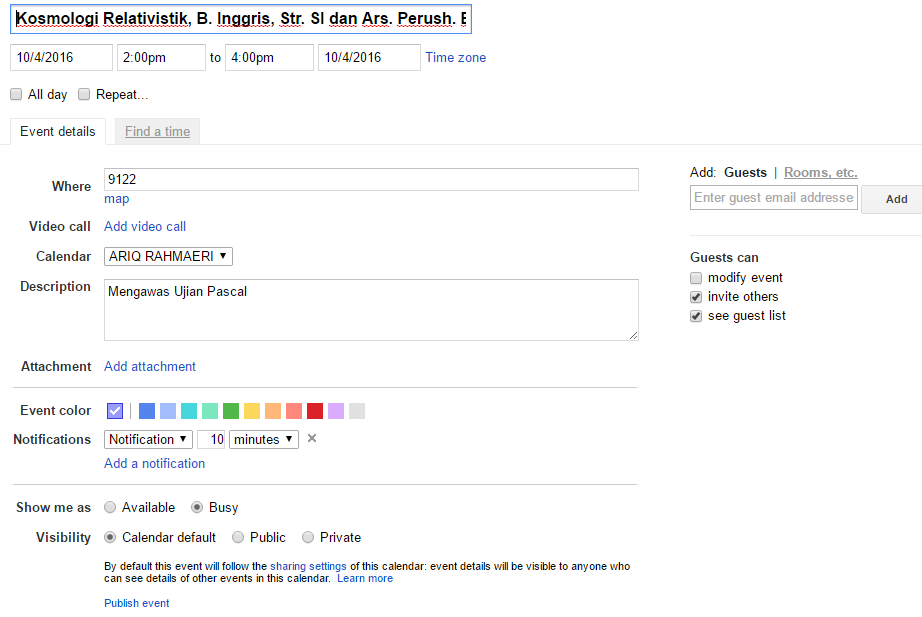 Kosmologi Relativistik, B. Inggris, Str. SI dan Ars. Perush.
10/4/2016 2:00pm to 4:00pm 10/4/2016 Time zone
All day Repeat...
Event details Find a time
Where 9122
map
Video call Add video call
Calendar ARIQ RAHMAERI
Description Mengawas Ujian Pascal
Attachment Add attachment
Event color
Notifications Notification 10 minutes
Add a notification
Show me as Available Busy
Visibility Calendar default Public Private
By default this event will follow the sharing settings of this calendar: event details will be visible to anyone who
can see details of other events in this calendar. Learn more
Publish event
Add: Guests | Rooms, etc.
Enter guest email addresse Add
Guests can
modify event
invite others
see guest list